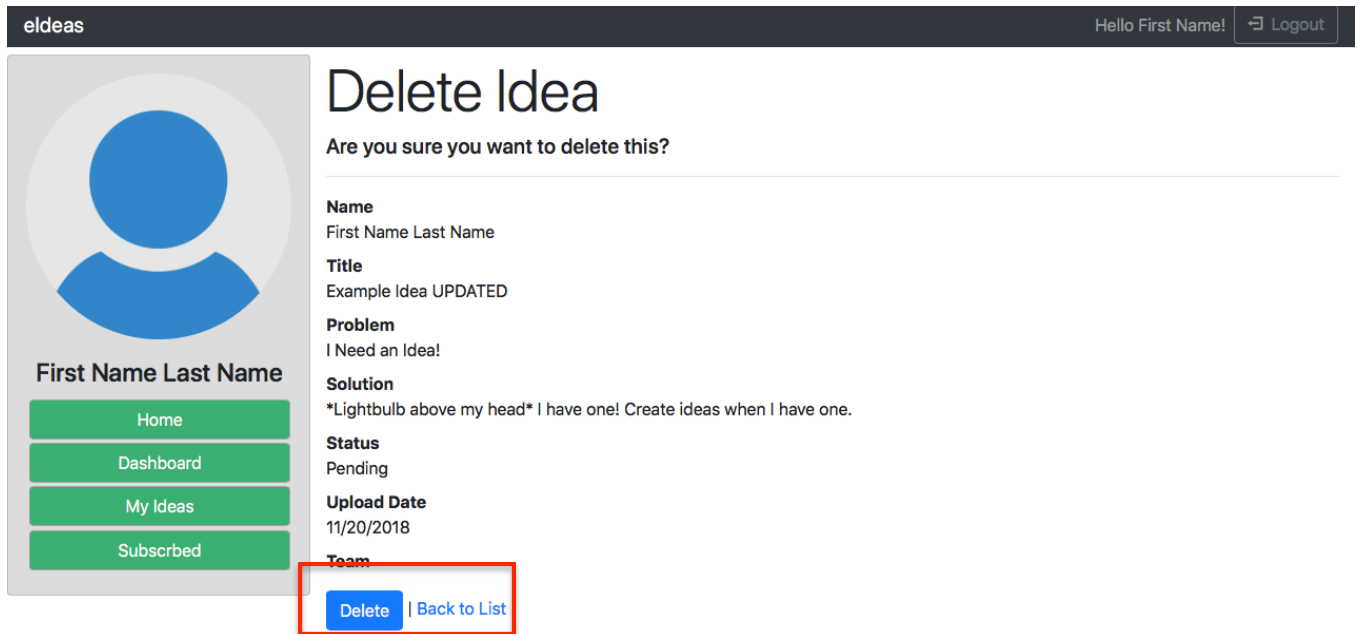 eIdeas
Hello First Name!
Logout
First Name Last Name
Home
Dashboard
My Ideas
Subscrbed
Delete Idea
Are you sure you want to delete this?
Name
First Name Last Name
Title
Example Idea UPDATED
Problem
I Need an Idea!
Solution
*Lightbulb above my head* I have one! Create ideas when I have one.
Status
Pending
Upload Date
11/20/2018
Team
Delete | Back to List